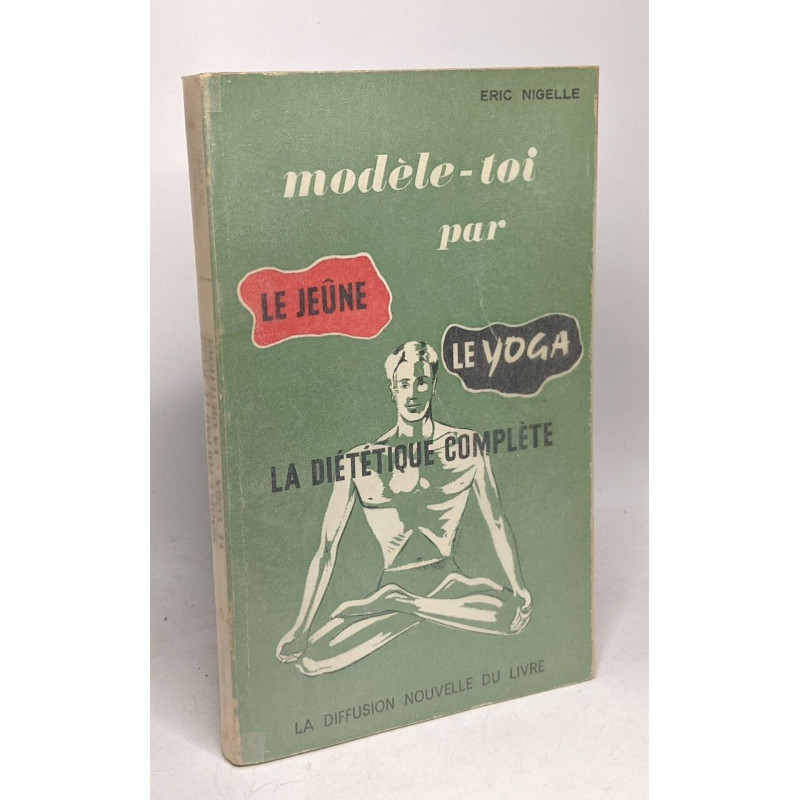 ERIC NIGELLE
modèle-toi
par
LE JEÛNE
LE YOGA
LA DIÉTÉTIQUE COMPLÈTE
LA DIFFUSION NOUVELLE DU LIVRE